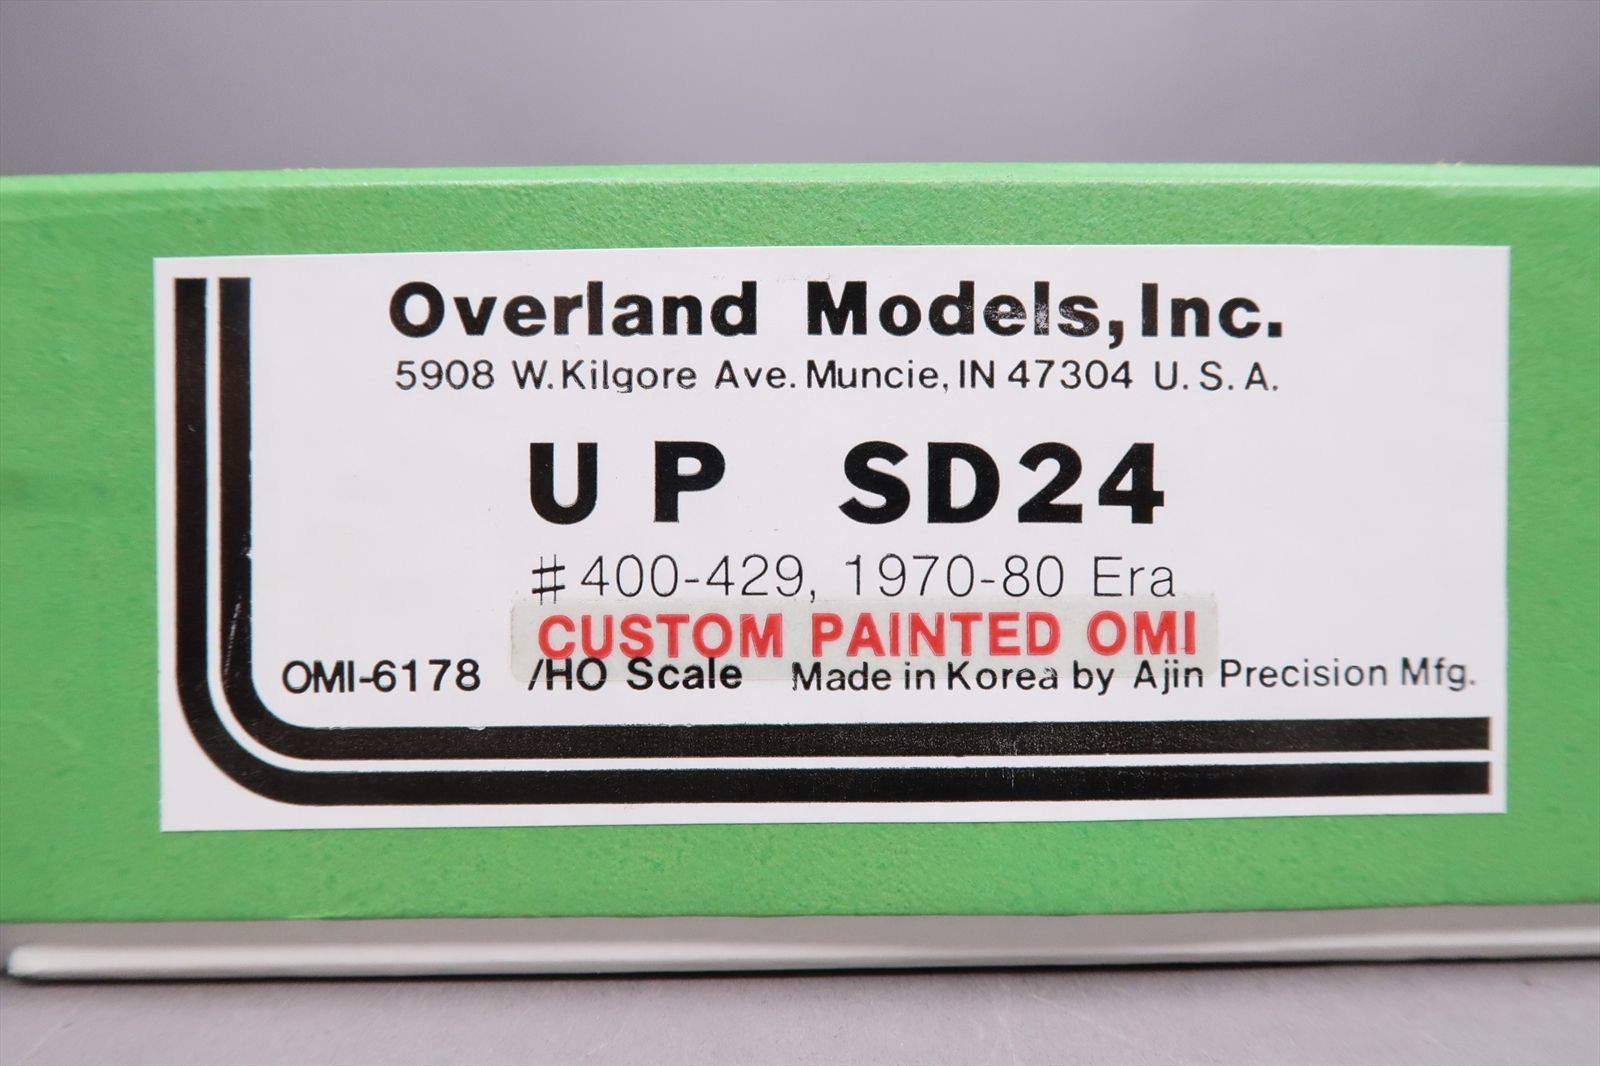 Overland Models, Inc.
5908 W. Kilgore Ave. Muncie, IN 47304 U.S.A.
UP SD24
#400-429, 1970-80 Era
CUSTOM PAINTED OMI
OMI-6178 /HO Scale Made in Korea by Ajin Precision Mfg.